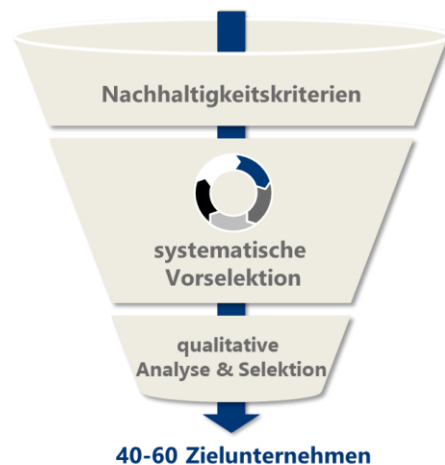 Nachhaltigkeitskriterien
systematische
Vorselektion
qualitative
Analyse & Selektion
40-60 Zielunternehmen